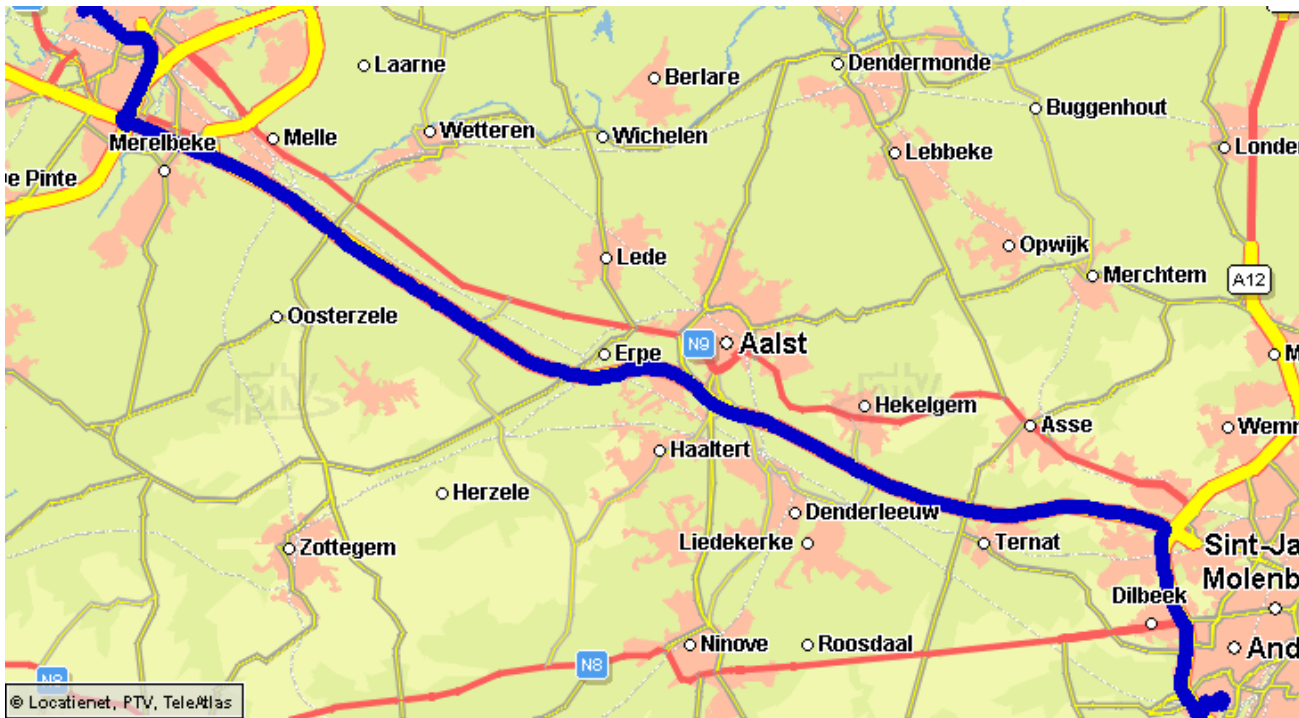 Laarne
Berlare
Dendermonde
Buggenhout
Wetteren
Wichelen
Melle
Merelbeke
Lebbeke
Londer
De Pinte
Opwijk
Lede
Merchtem
A12
Oosterzele
N9
Aalst
Erpe
M
Hekelgem
Asse
Wemm
Haaltert
Herzele
Denderleeuw
Liedekerke
Ternat
Zottegem
Sint-Ja
Molenb
Dilbeek
Ninove
Roosdaal
And
N8
N8
© Locatienet, PTV, TeleAtlas